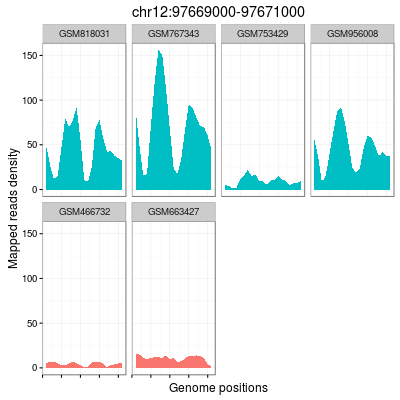 chr12:97669000-97671000
GSM818031 GSM767343 GSM753429 GSM956008
150
100
50
0
GSM466732 GSM663427
150
100
50
0
Mapped reads density
Genome positions